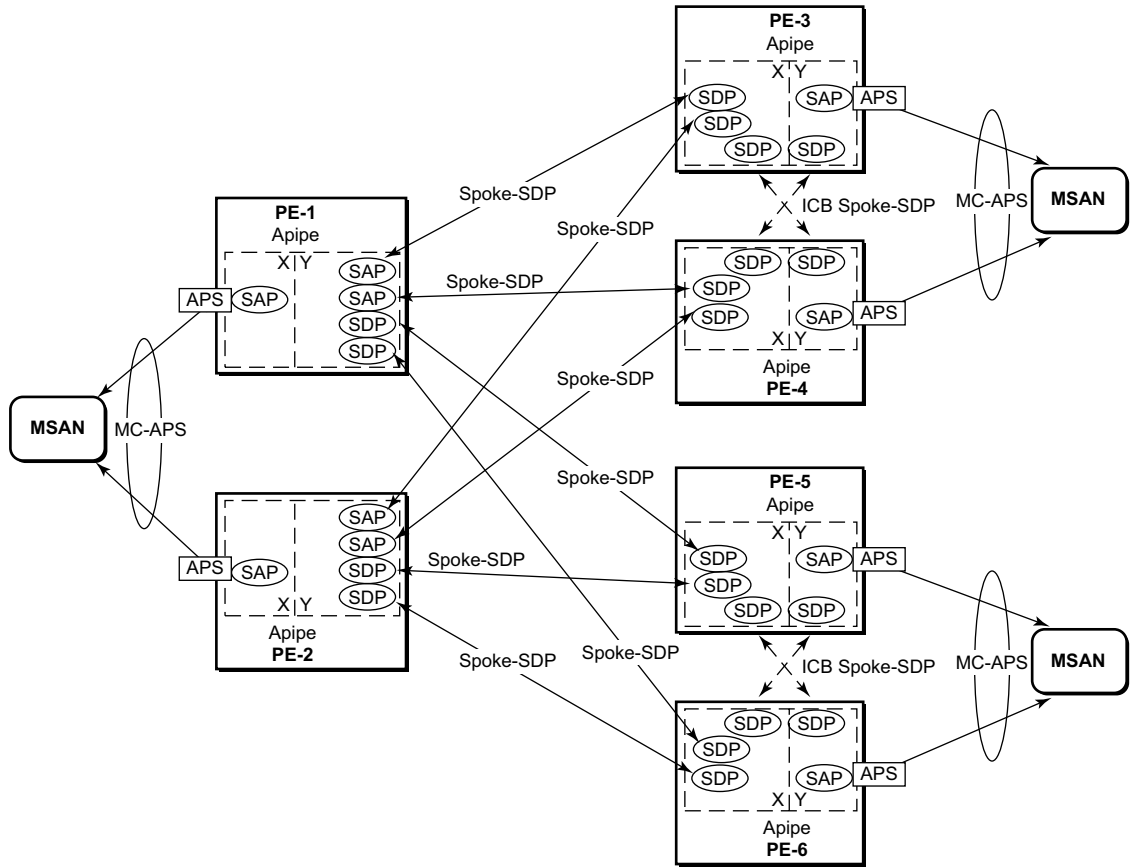 PE-3
Apipe
X Y
SDP
SAP
APS
SDP
SDP
SDP
Spoke-SDP
ICB Spoke-SDP
MC-APS
MSAN
PE-1
Apipe
X Y
SAP
APS
SAP
SAP
SDP
SDP
Spoke-SDP
Spoke-SDP
SDP
SDP
SDP
SDP
SAP
APS
X Y
Apipe
PE-4
MSAN
MC-APS
Spoke-SDP
Spoke-SDP
PE-5
Apipe
X Y
SDP
SAP
APS
SDP
SDP
SDP
SAP
SAP
SDP
SDP
APS
SAP
X Y
Apipe
PE-2
Spoke-SDP
Spoke-SDP
Spoke-SDP
ICB Spoke-SDP
MC-APS
MSAN
SDP
SDP
SDP
SDP
SAP
APS
X Y
Apipe
PE-6